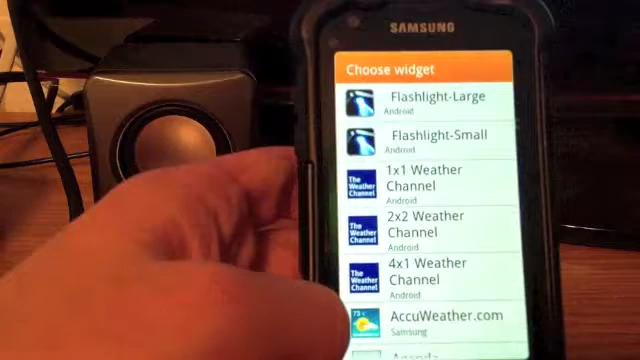 SAMSUNG
Choose widget
Flashlight-Large
Android
Flashlight-Small
Android
The
Weather
Channel
1x1 Weather
Channel
Android
The
Weather
Channel
2x2 Weather
Channel
Android
The
Weather
Channel
4x1 Weather
Channel
Android
AccuWeather.com
Samsung
Agenda